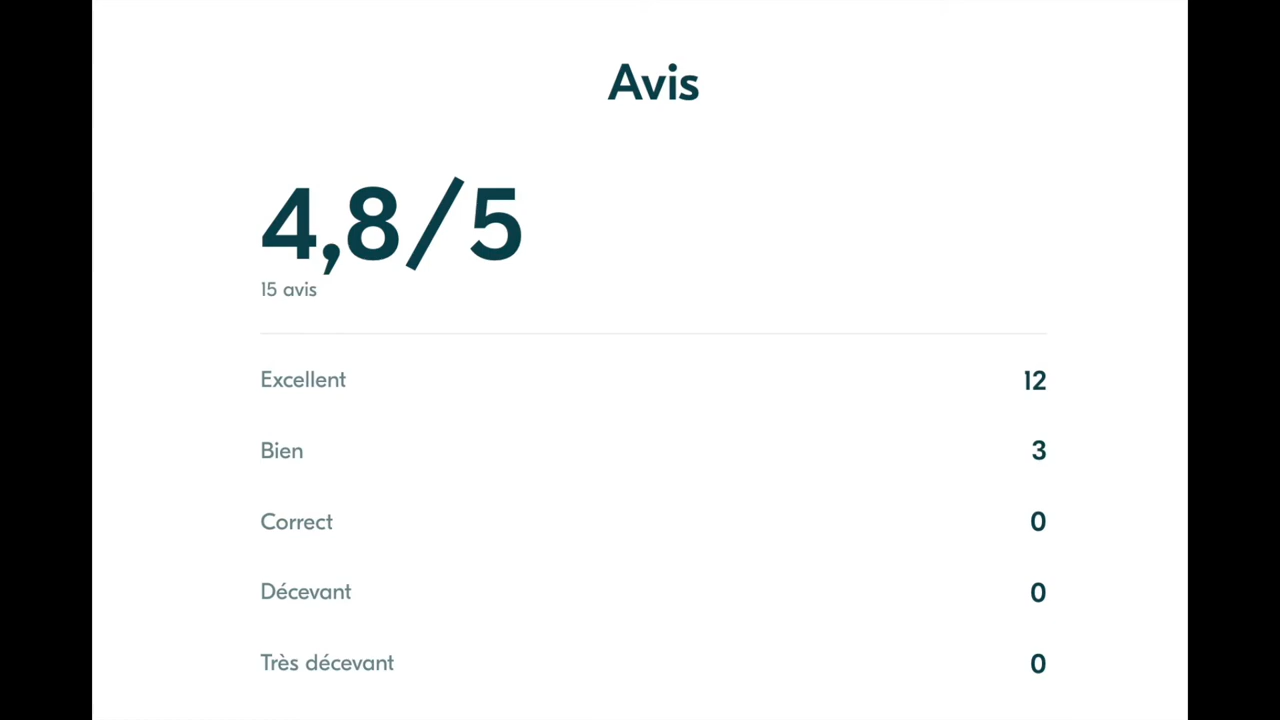 Avis
4,8/5
15 avis
Excellent 12
Bien 3
Correct 0
Décevant 0
Très décevant 0